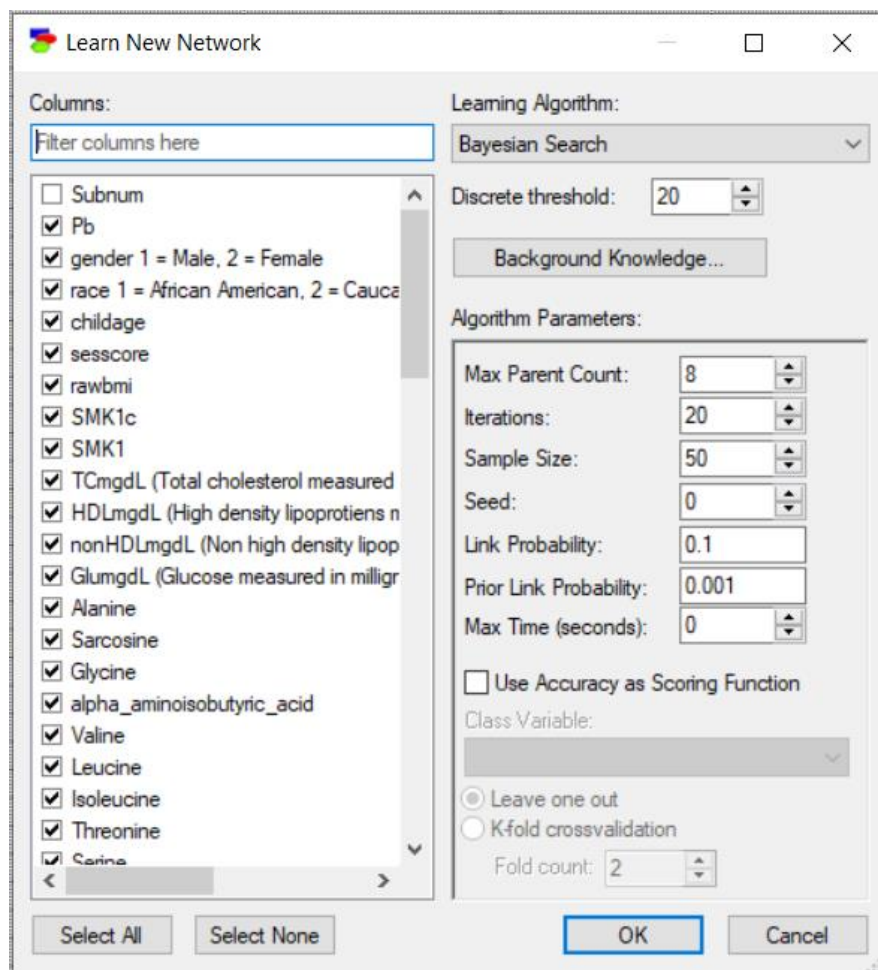 Learn New Network
Columns:
Filter columns here
Subnum
Pb
gender 1 = Male, 2 = Female
race 1 = African American, 2 = Cauca
childage
sesscore
rawbmi
SMK1c
SMK1
TCmgdL (Total cholesterol measured
HDLmgdL (High density lipoprotiens m
nonHDLmgdL (Non high density lipop
GlumgdL (Glucose measured in milligr
Alanine
Sarcosine
Glycine
alpha_aminoisobutyric_acid
Valine
Leucine
Isoleucine
Threonine
Serine
Select All
Select None
Learning Algorithm:
Bayesian Search
Discrete threshold: 20
Background Knowledge...
Algorithm Parameters:
Max Parent Count: 8
Iterations: 20
Sample Size: 50
Seed: 0
Link Probability: 0.1
Prior Link Probability: 0.001
Max Time (seconds): 0
Use Accuracy as Scoring Function
Class Variable:
Leave one out
K-fold crossvalidation
Fold count: 2
OK
Cancel